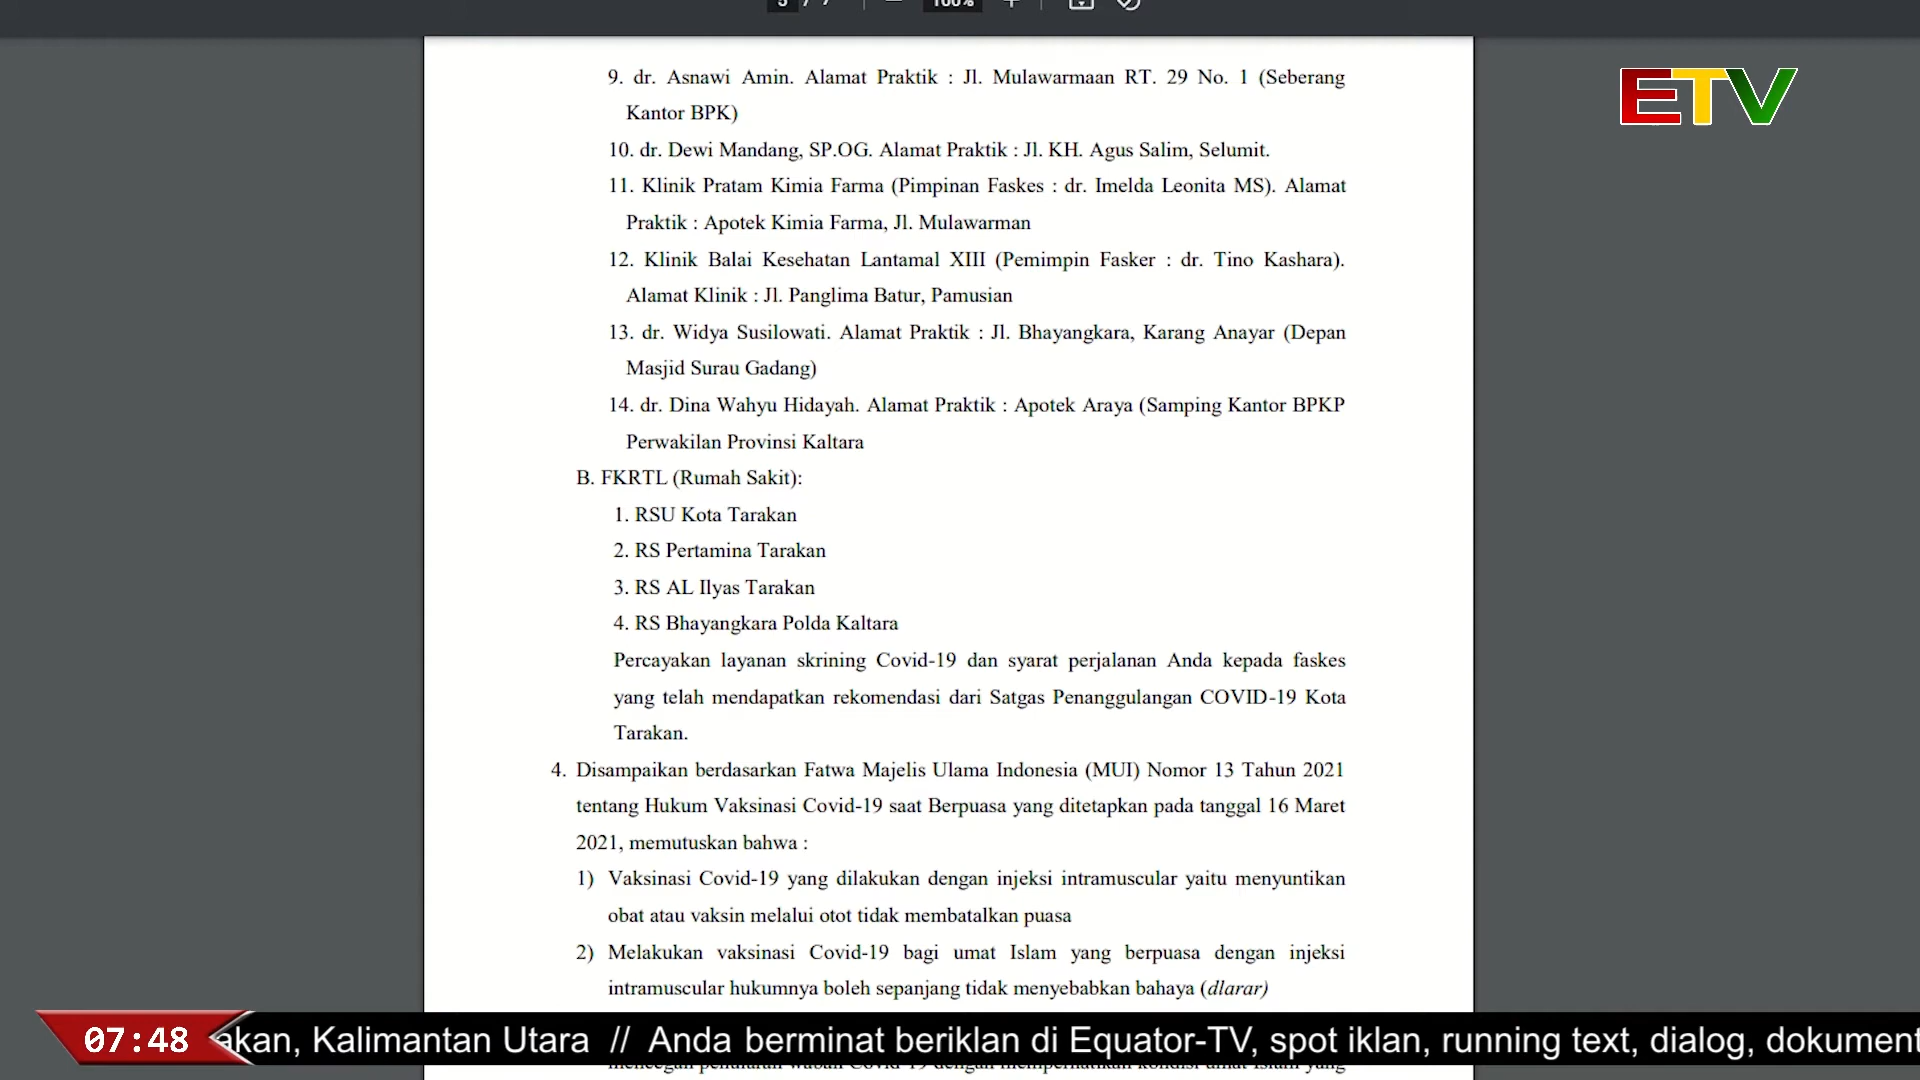 100%
9. dr. Asnawi Amin. Alamat Praktik : Jl. Mulawarmaan RT. 29 No. 1 (Seberang
Kantor BPK)
ETV
10. dr. Dewi Mandang, SP.OG. Alamat Praktik : Jl. KH. Agus Salim, Selumit.
11. Klinik Pratam Kimia Farma (Pimpinan Faskes : dr. Imelda Leonita MS). Alamat
Praktik : Apotek Kimia Farma, Jl. Mulawarman
12. Klinik Balai Kesehatan Lantamal XIII (Pemimpin Fasker : dr. Tino Kashara).
Alamat Klinik : Jl. Panglima Batur, Pamusian
13. dr. Widya Susilowati. Alamat Praktik : Jl. Bhayangkara, Karang Anayar (Depan
Masjid Surau Gadang)
14. dr. Dina Wahyu Hidayah. Alamat Praktik : Apotek Araya (Samping Kantor BPKP
Perwakilan Provinsi Kaltara
B. FKRTL (Rumah Sakit):
1. RSU Kota Tarakan
2. RS Pertamina Tarakan
3. RS AL Ilyas Tarakan
4. RS Bhayangkara Polda Kaltara
Percayakan layanan skrining Covid-19 dan syarat perjalanan Anda kepada faskes
yang telah mendapatkan rekomendasi dari Satgas Penanggulangan COVID-19 Kota
Tarakan.
4. Disampaikan berdasarkan Fatwa Majelis Ulama Indonesia (MUI) Nomor 13 Tahun 2021
tentang Hukum Vaksinasi Covid-19 saat Berpuasa yang ditetapkan pada tanggal 16 Maret
2021, memutuskan bahwa :
1) Vaksinasi Covid-19 yang dilakukan dengan injeksi intramuscular yaitu menyuntikan
obat atau vaksin melalui otot tidak membatalkan puasa
2) Melakukan vaksinasi Covid-19 bagi umat Islam yang berpuasa dengan injeksi
intramuscular hukumnya boleh sepanjang tidak menyebabkan bahaya (dlarar)
07:48 akan, Kalimantan Utara // Anda berminat beriklan di Equator-TV, spot iklan, running text, dialog, dokument